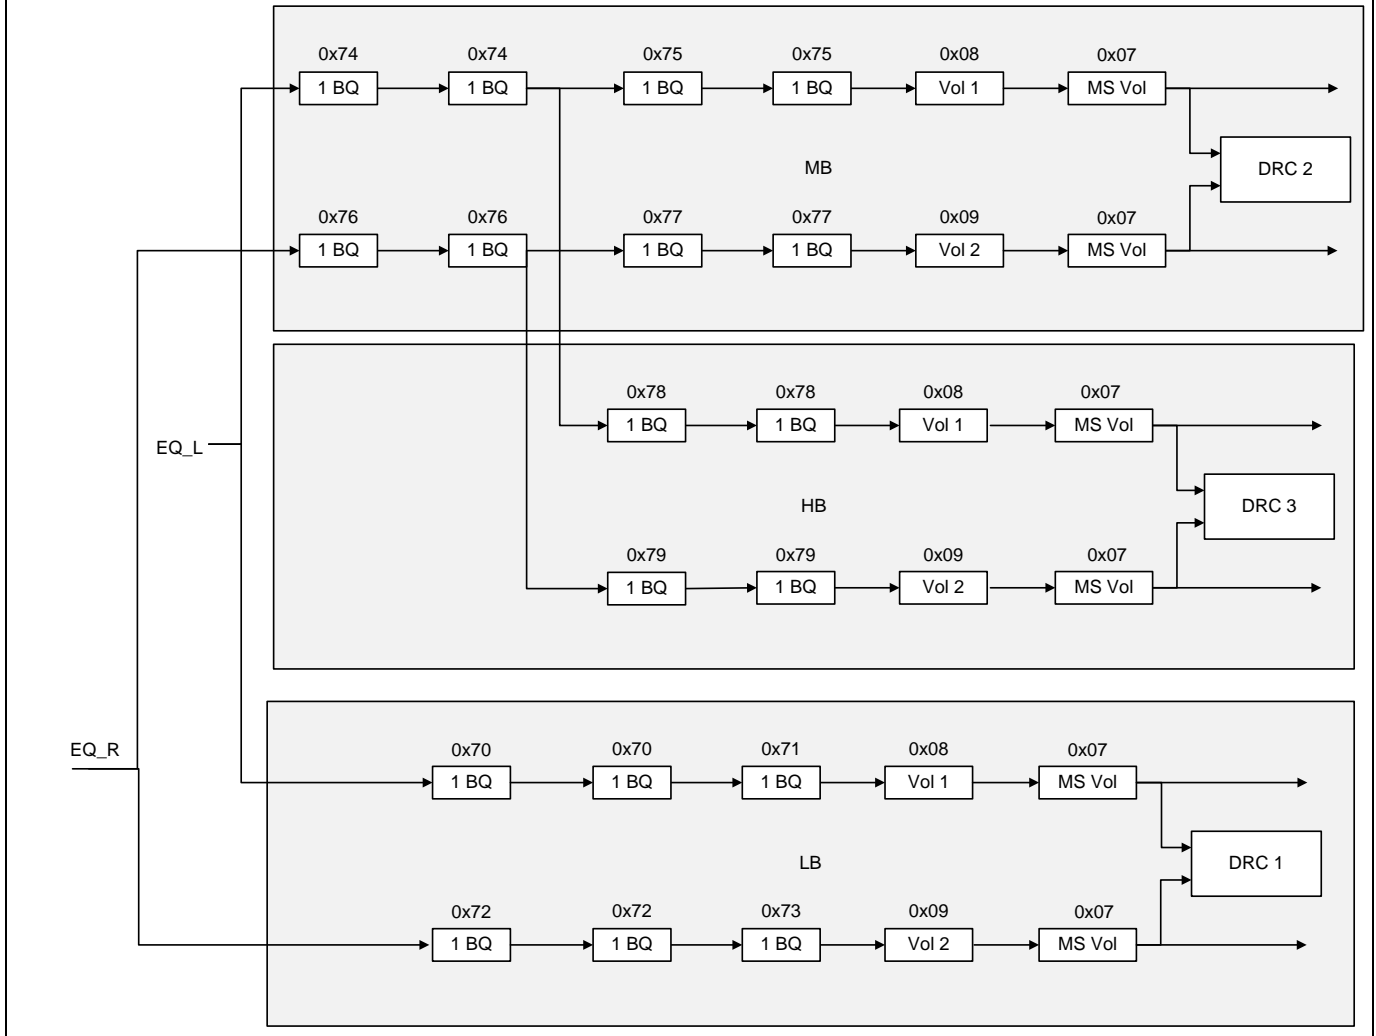 0x74 0x74 0x75 0x75 0x08 0x07
1 BQ 1 BQ 1 BQ 1 BQ Vol 1 MS Vol
MB DRC 2
0x76 0x76 0x77 0x77 0x09 0x07
1 BQ 1 BQ 1 BQ 1 BQ Vol 2 MS Vol
0x78 0x78 0x08 0x07
1 BQ 1 BQ Vol 1 MS Vol
EQ_L
HB DRC 3
0x79 0x79 0x09 0x07
1 BQ 1 BQ Vol 2 MS Vol
EQ_R 0x70 0x70 0x71 0x08 0x07
1 BQ 1 BQ 1 BQ Vol 1 MS Vol
LB DRC 1
0x72 0x72 0x73 0x09 0x07
1 BQ 1 BQ 1 BQ Vol 2 MS Vol